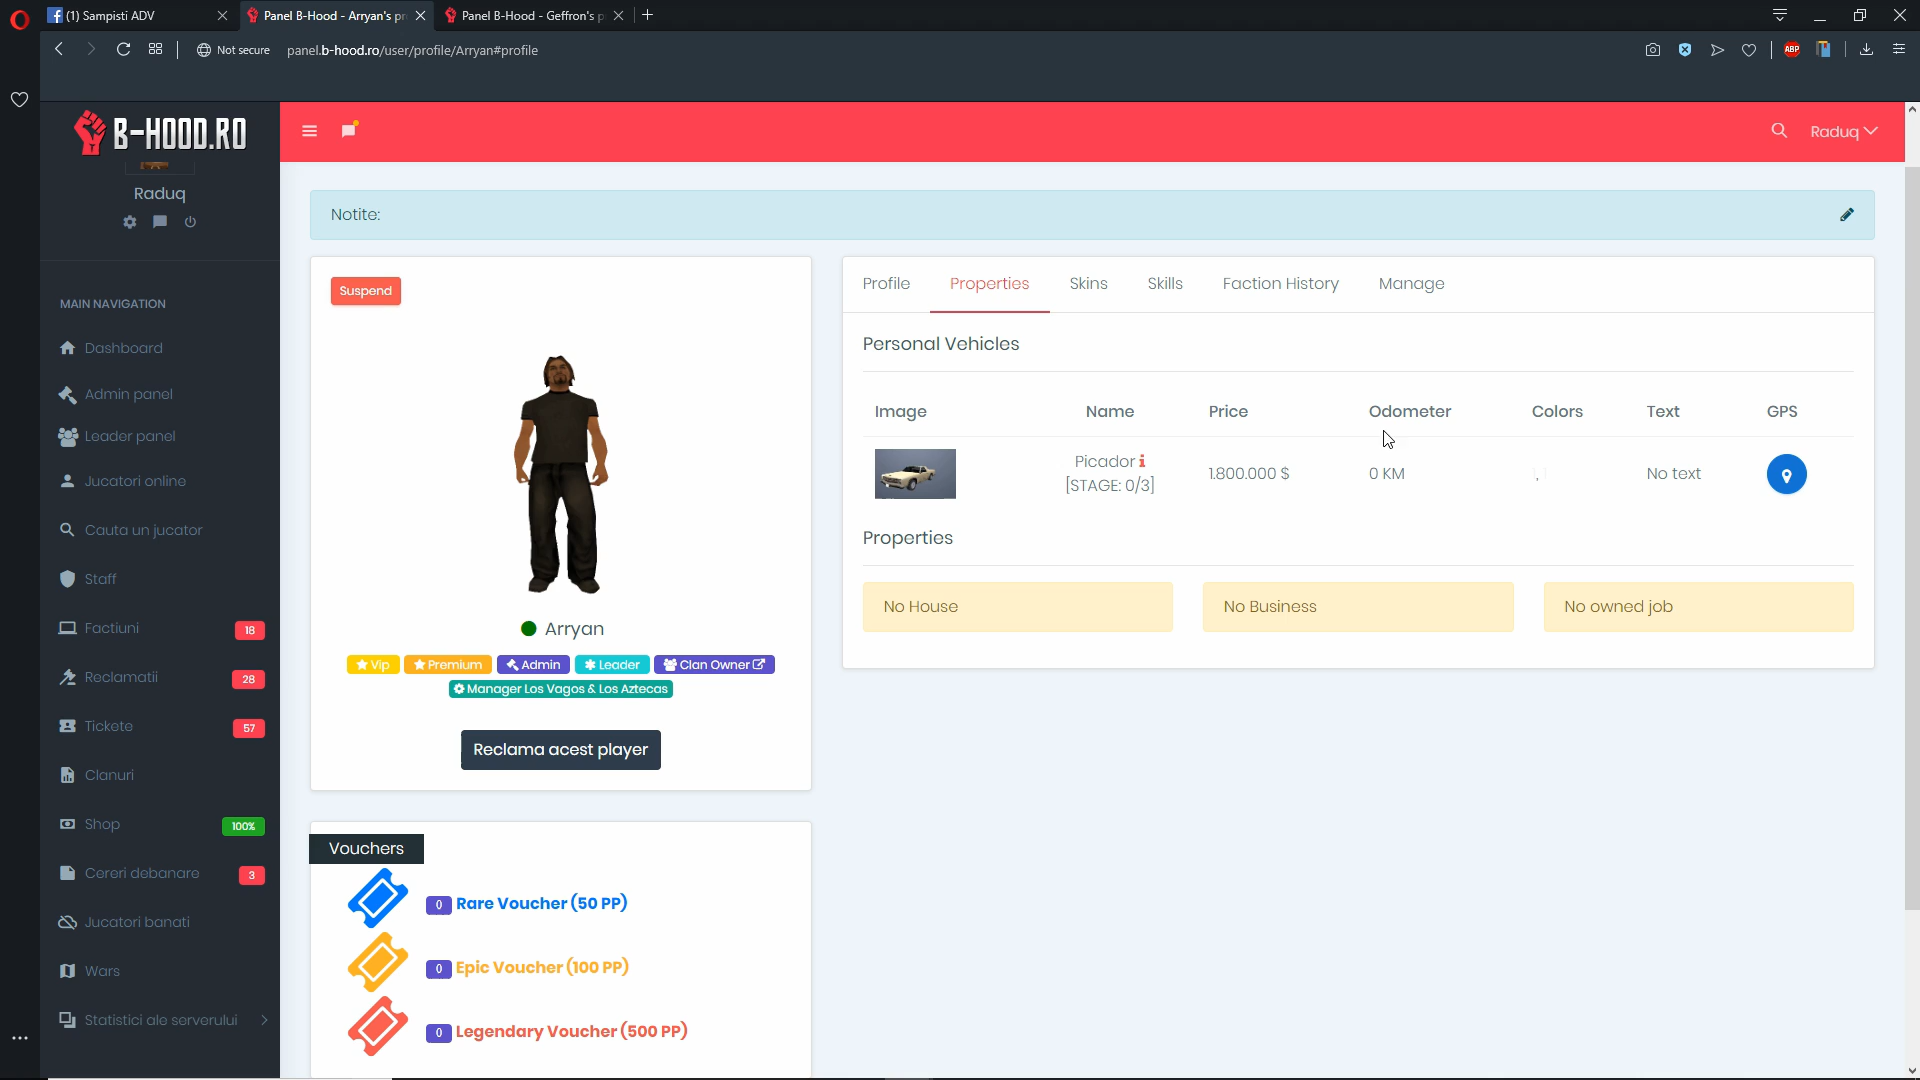 (1) Sampisti ADV
Panel B-Hood - Arryan's pr
Panel B-Hood - Geffron's p
Not secure
panel.b-hood.ro/user/profile/Arryan#profile
ABP
B-HOOD.RO
Raduq
Raduq
MAIN NAVIGATION
Dashboard
Admin panel
Leader panel
Jucatori online
Cauta un jucator
Staff
Factiuni 18
Reclamatii 28
Tickete 57
Clanuri
Shop 100%
Cereri debanare 3
Jucatori banati
Wars
Statistici ale serverului
Notite:
Suspend
Arryan
Vip Premium Admin Leader Clan Owner
Manager Los Vagos & Los Aztecas
Reclama acest player
Vouchers
0 Rare Voucher (50 PP)
0 Epic Voucher (100 PP)
0 Legendary Voucher (500 PP)
Profile Properties Skins Skills Faction History Manage
Personal Vehicles
Image Name Price Odometer Colors Text GPS
Picador i
[STAGE: 0/3]
1.800.000 $
0 KM
,
No text
Properties
No House
No Business
No owned job